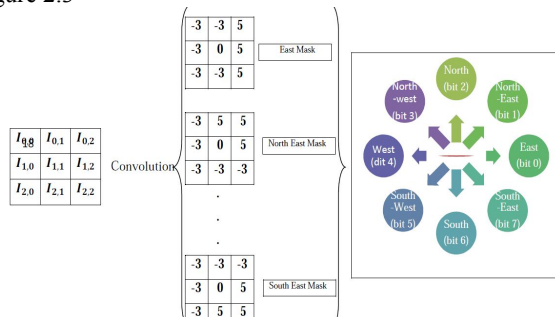 gure 2.5
-3 -3 5
-3 0 5
-3 -3 5
East Mask
-3 5 5
-3 0 5
-3 -3 -3
North East Mask
.
.
.
-3 -3 -3
-3 0 5
-3 5 5
South East Mask
I0,1 I0,2
I1,0 I1,1 I1,2
I2,0 I2,1 I2,2
Convolution
North
(bit 2)
North
-East
(bit 1)
East
(bit 0)
South
-East
(bit 7)
South
(bit 6)
South
-West
(bit 5)
West
(dit 4)
North
-west
(bit 3)